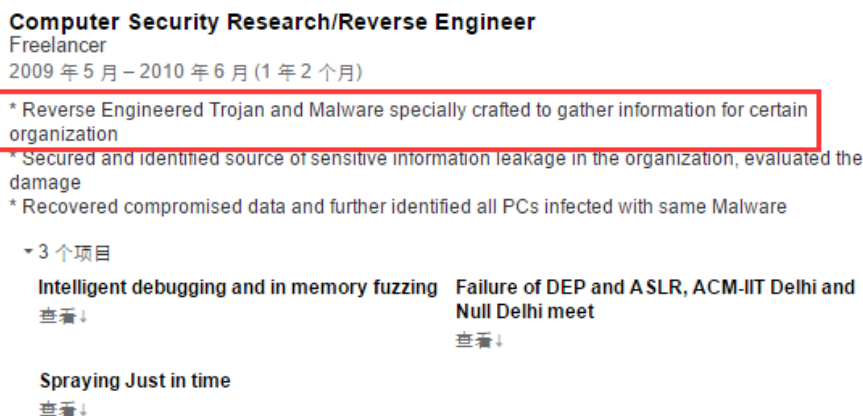 Computer Security Research/Reverse Engineer
Freelancer
2009 年 5 月 – 2010 年 6 月 (1 年 2 个月)
* Reverse Engineered Trojan and Malware specially crafted to gather information for certain
organization
* Secured and identified source of sensitive information leakage in the organization, evaluated the
damage
* Recovered compromised data and further identified all PCs infected with same Malware
3 个项目
Intelligent debugging and in memory fuzzing
查看↓
Failure of DEP and ASLR, ACM-IIT Delhi and
Null Delhi meet
查看↓
Spraying Just in time
查看↓